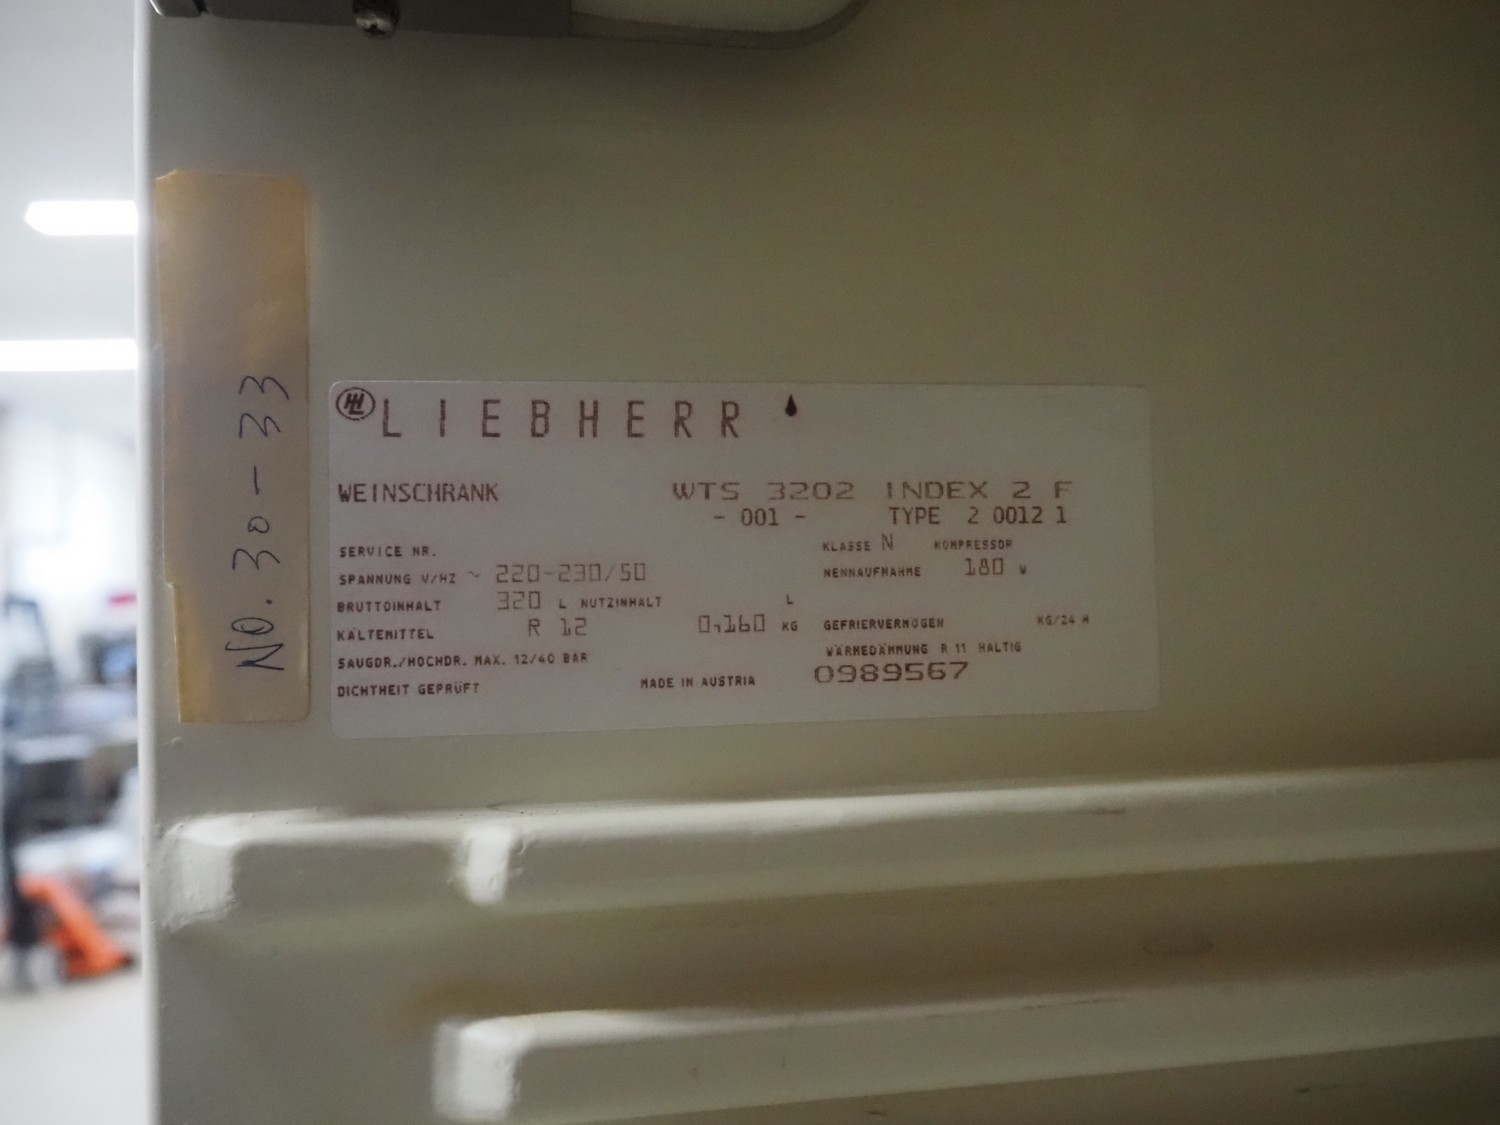 NO. 30-33
LIEBHERR
WEINSCHRANK WTS 3202 INDEX 2 F
- 001 - TYPE 2 0012 1
SERVICE NR. KLASSE N KOMPRESSOR
SPANNUNG V/HZ ~ 220-230/50 NENNAUFNAHME 180 W
BRUTTOINHALT 320 L NUTZINHALT L
KÄLTEMITTEL R 12 0,160 KG GEFRIERVERMÖGEN KG/24 H
SAUGDR./HOCHDR. MAX. 12/40 BAR WÄRMEDÄMMUNG R 11 HALTIG
DICHTHEIT GEPRÜFT MADE IN AUSTRIA 0989567